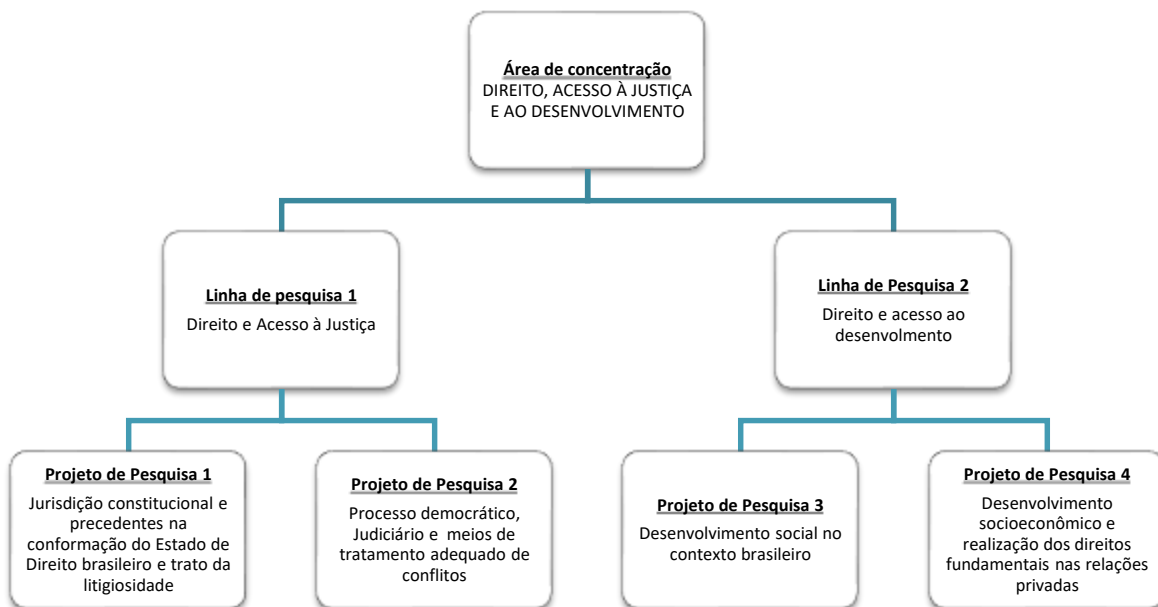 Área de concentração
DIREITO, ACESSO À JUSTIÇA
E AO DESENVOLVIMENTO
Linha de pesquisa 1
Direito e Acesso à Justiça
Linha de Pesquisa 2
Direito e acesso ao
desenvolmento
Projeto de Pesquisa 1
Jurisdição constitucional e
precedentes na
conformação do Estado de
Direito brasileiro e trato da
litigiosidade
Projeto de Pesquisa 2
Processo democrático,
Judiciário e meios de
tratamento adequado de
conflitos
Projeto de Pesquisa 3
Desenvolvimento social no
contexto brasileiro
Projeto de Pesquisa 4
Desenvolvimento
socioeconômico e
realização dos direitos
fundamentais nas relações
privadas